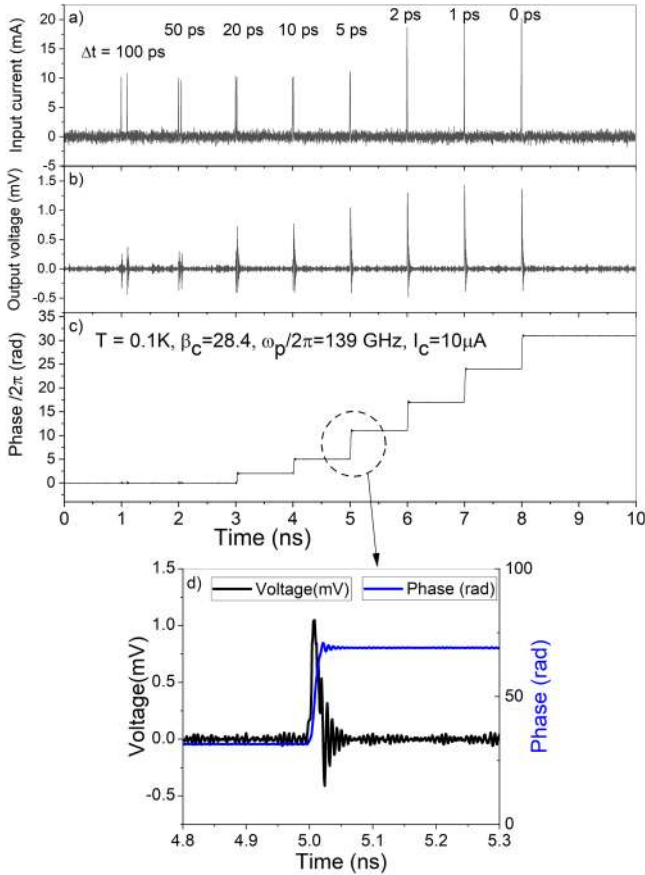 a)
Δt = 100 ps
50 ps 20 ps 10 ps 5 ps 2 ps 1 ps 0 ps
Input current (mA)
20
15
10
5
0
-5
b)
Output voltage (mV)
1.5
1.0
0.5
0.0
-0.5
c)
T = 0.1K, β_c=28.4, ω_p/2π=139 GHz, I_c=10μA
Phase /2π (rad)
35
30
25
20
15
10
5
0
0 1 2 3 4 5 6 7 8 9 10
Time (ns)
d)
Voltage(mV) Phase (rad)
Voltage(mV)
1.5
1.0
0.5
0.0
-0.5
100
50
0
Phase (rad)
4.8 4.9 5.0 5.1 5.2 5.3
Time (ns)